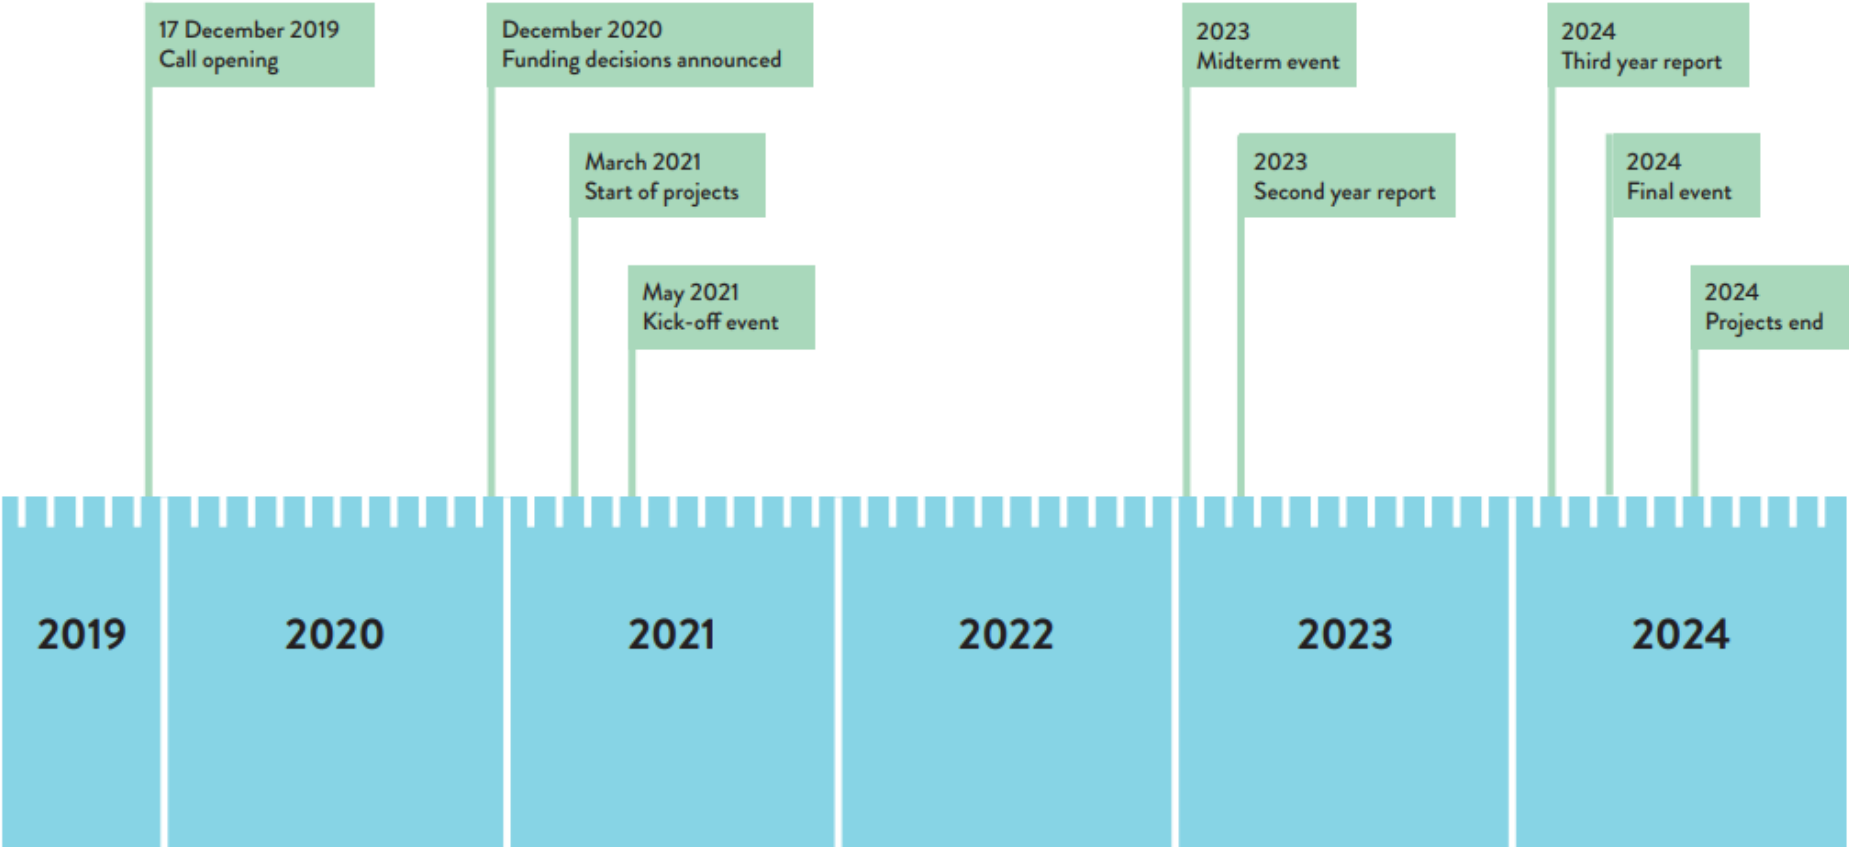 17 December 2019
Call opening
December 2020
Funding decisions announced
2023
Midterm event
2024
Third year report
March 2021
Start of projects
2023
Second year report
2024
Final event
May 2021
Kick-off event
2024
Projects end
2019
2020
2021
2022
2023
2024